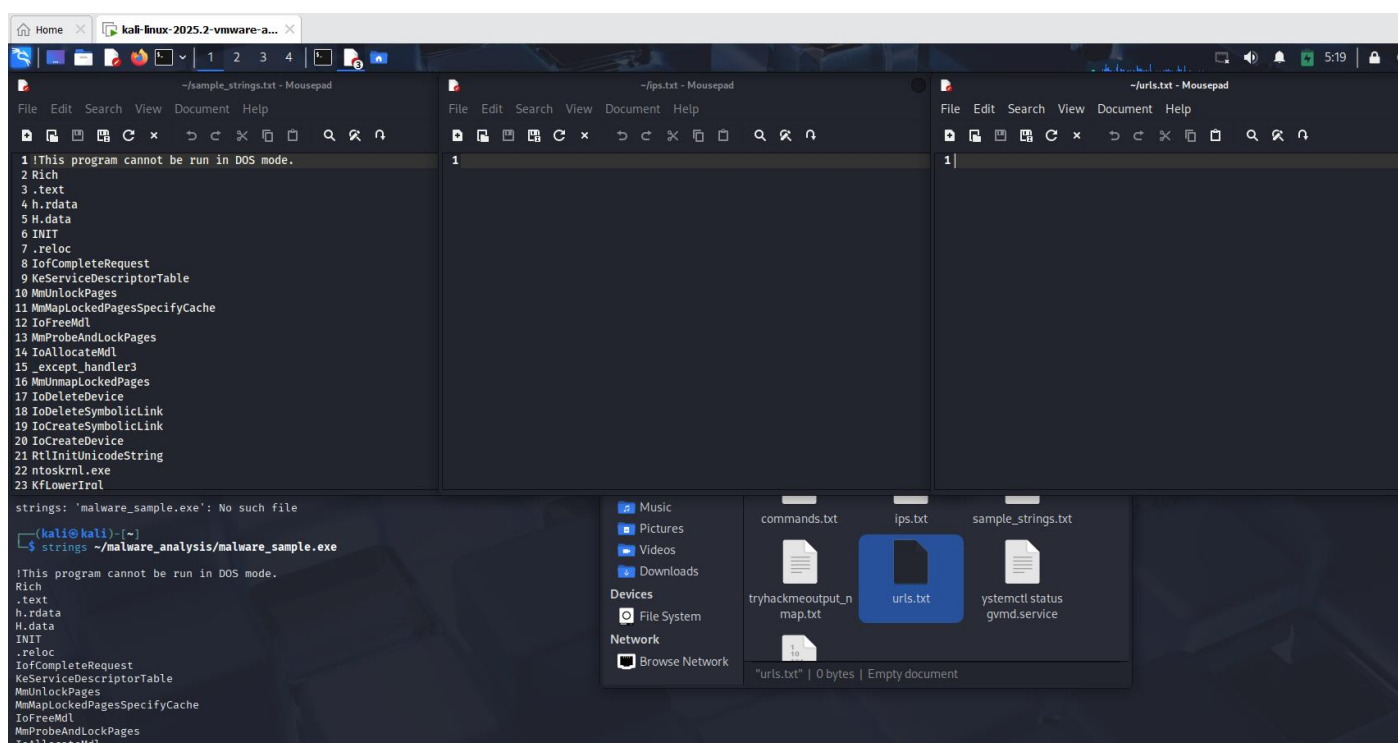 Home
kali-linux-2025.2-vmware-a...
1 2 3 4
5:19
~/sample_strings.txt - Mousepad
File Edit Search View Document Help
1 !This program cannot be run in DOS mode.
2 Rich
3 .text
4 h.rdata
5 H.data
6 INIT
7 .reloc
8 IofCompleteRequest
9 KeServiceDescriptorTable
10 MmUnlockPages
11 MmMapLockedPagesSpecifyCache
12 IoFreeMdl
13 MmProbeAndLockPages
14 IoAllocateMdl
15 _except_handler3
16 MmUnmapLockedPages
17 IoDeleteDevice
18 IoDeleteSymbolicLink
19 IoCreateSymbolicLink
20 IoCreateDevice
21 RtlInitUnicodeString
22 ntoskrnl.exe
23 KfLowerIrql
~/ips.txt - Mousepad
File Edit Search View Document Help
1
~/urls.txt - Mousepad
File Edit Search View Document Help
1
strings: 'malware_sample.exe': No such file
(kali㉿kali)-[~]
$ strings ~/malware_analysis/malware_sample.exe
!This program cannot be run in DOS mode.
Rich
.text
h.rdata
H.data
INIT
.reloc
IofCompleteRequest
KeServiceDescriptorTable
MmUnlockPages
MmMapLockedPagesSpecifyCache
IoFreeMdl
MmProbeAndLockPages
IoAllocateMdl
Music
Pictures
Videos
Downloads
Devices
File System
Network
Browse Network
commands.txt
ips.txt
sample_strings.txt
tryhackmeoutput_n
map.txt
urls.txt
ystemctl status
gvmd.service
1
10
"urls.txt" | 0 bytes | Empty document